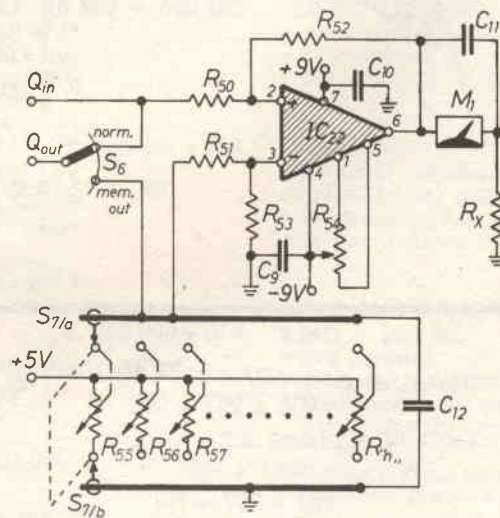 R52
C11
+9V
C10
Qin
R50
2
+
7
M1
norm.
IC22
6
Qout
R51
3
-
4
1
5
S6
mem.
out
R53
R54
RX
C9
-9V
S7/a
+5V
C12
R55
R56
R57
S7/b